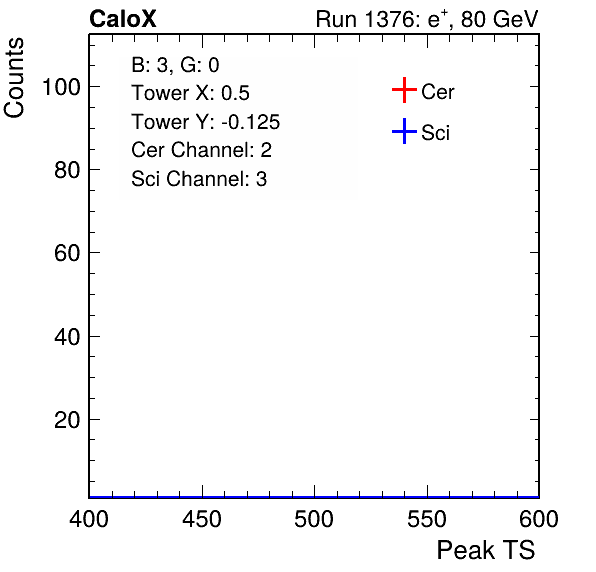 CaloX Run 1376: e⁺, 80 GeV
Counts
B: 3, G: 0
Tower X: 0.5
Tower Y: -0.125
Cer Channel: 2
Sci Channel: 3
Cer
Sci
100
80
60
40
20
400 450 500 550 600
Peak TS